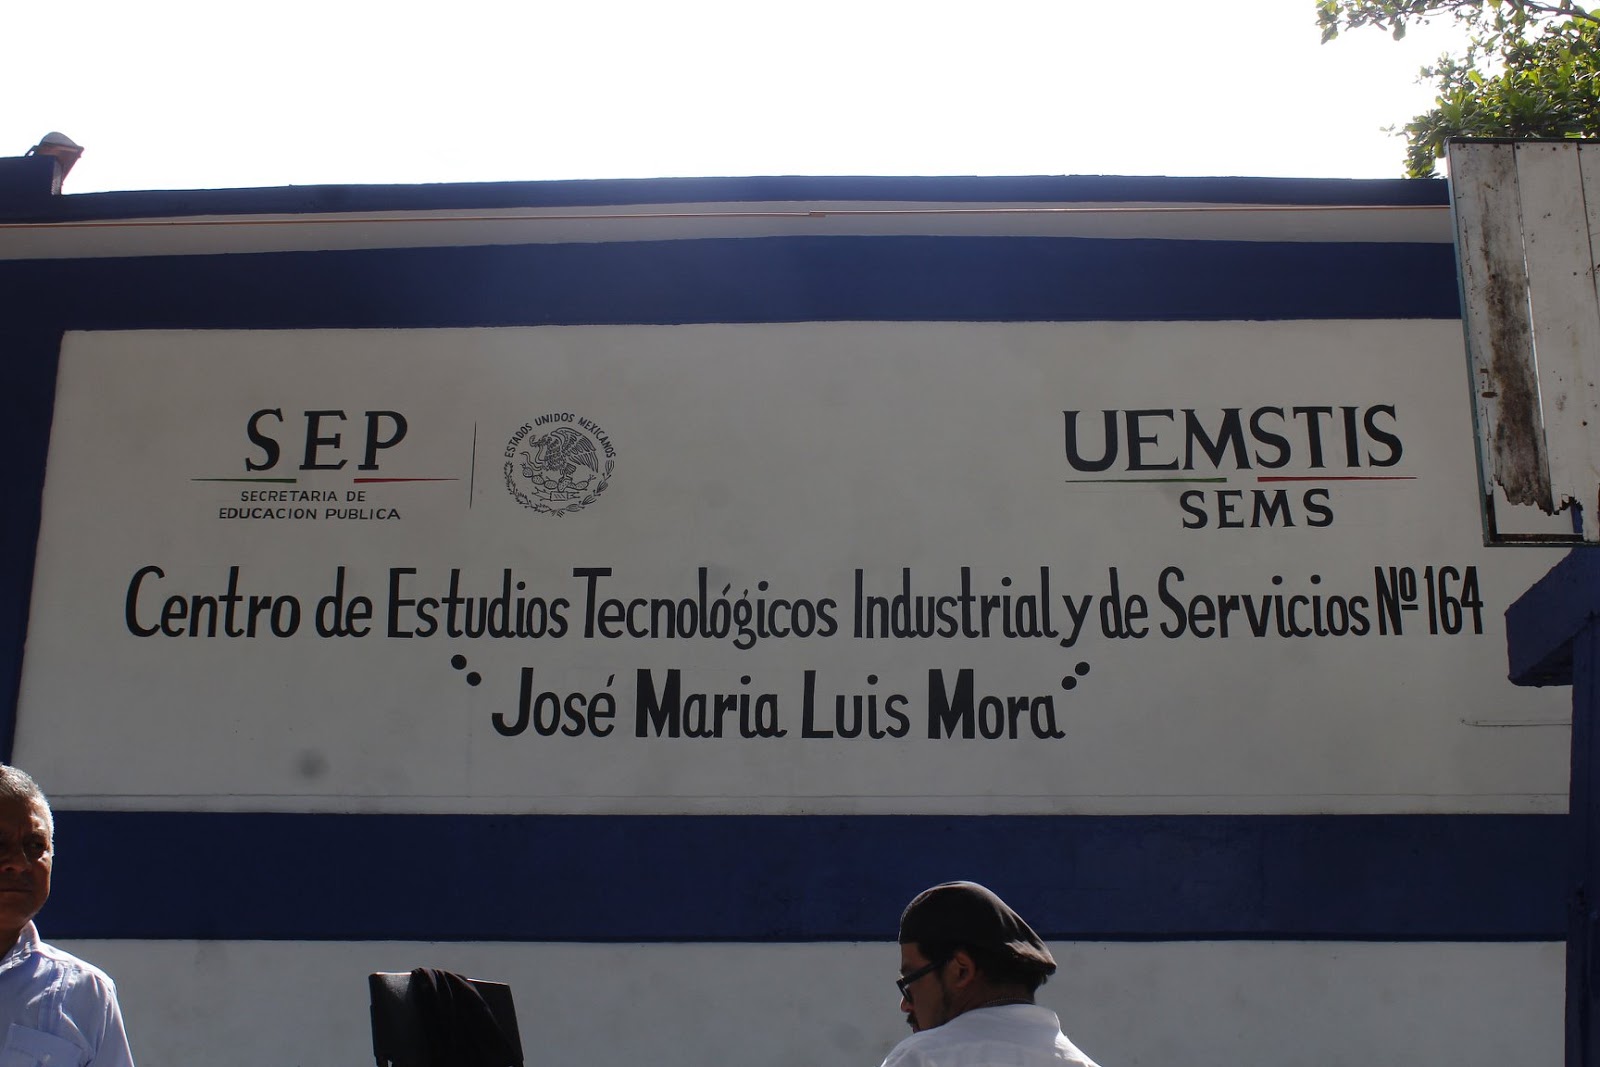 SEP
SECRETARIA DE
EDUCACION PUBLICA
ESTADOS UNIDOS MEXICANOS
UEMSTIS
SEMS
Centro de Estudios Tecnológicos Industrial y de Servicios Nº 164
"José Maria Luis Mora"